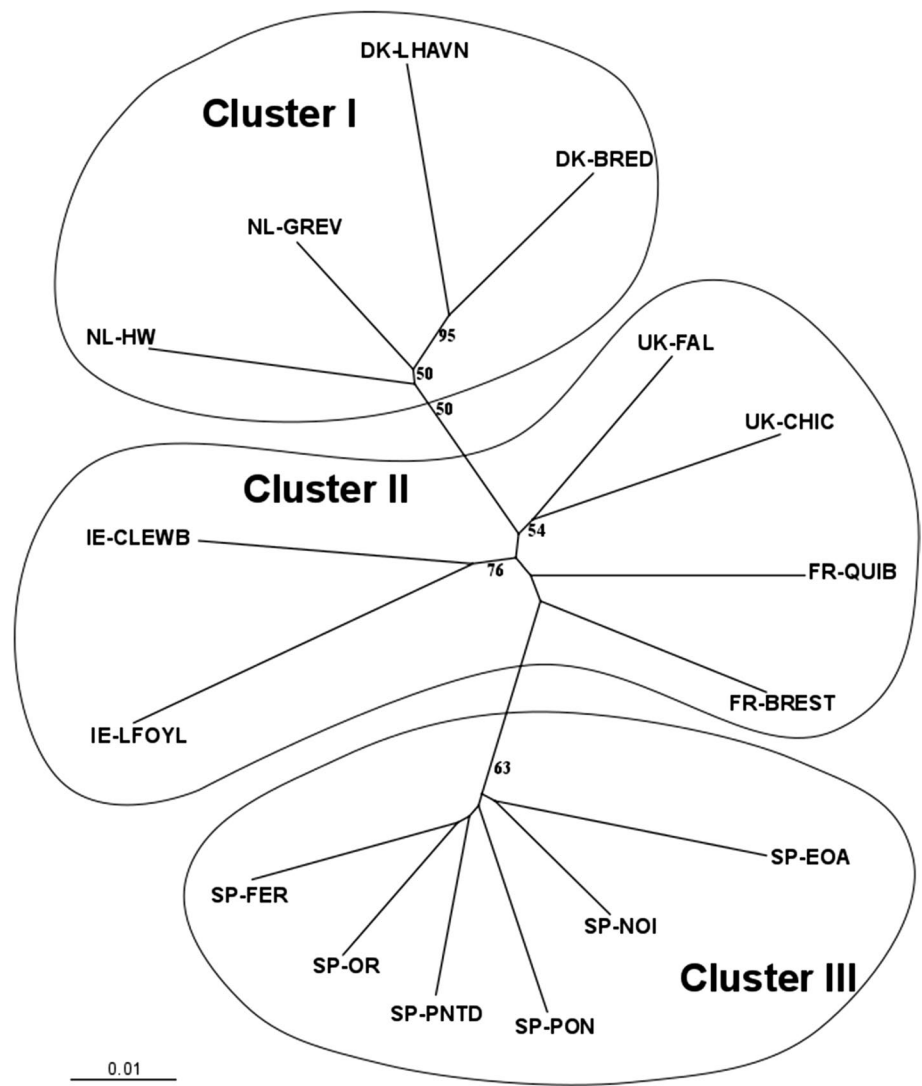 DK-LHAVN
Cluster I
DK-BRED
NL-GREV
NL-HW
95
UK-FAL
50
50
UK-CHIC
Cluster II
54
IE-CLEWB
76
FR-QUIB
FR-BREST
IE-LFOYL
63
SP-EOA
SP-FER
SP-NOI
SP-OR
Cluster III
SP-PNTD
SP-PON
0.01